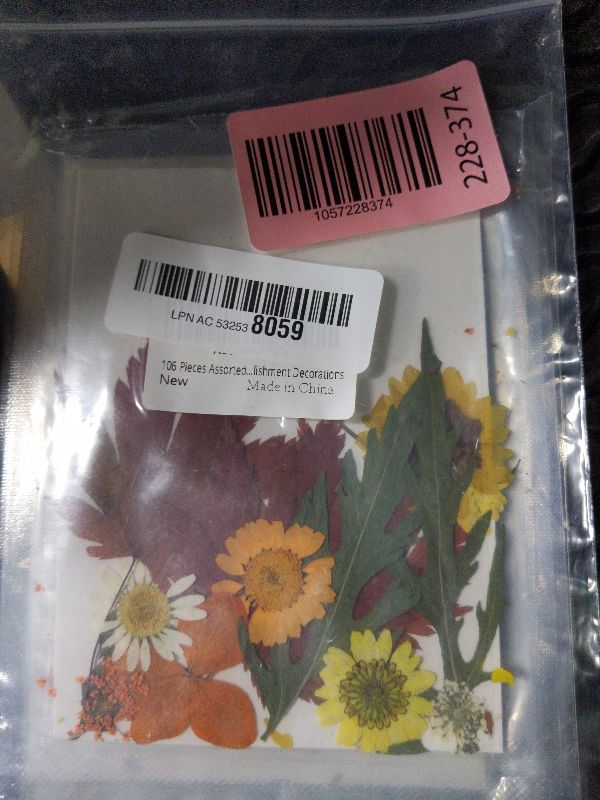 228-374
1057228374
LPN AC 53253 8059
106 Pieces Assorted...lishment Decorations
New
Made in China